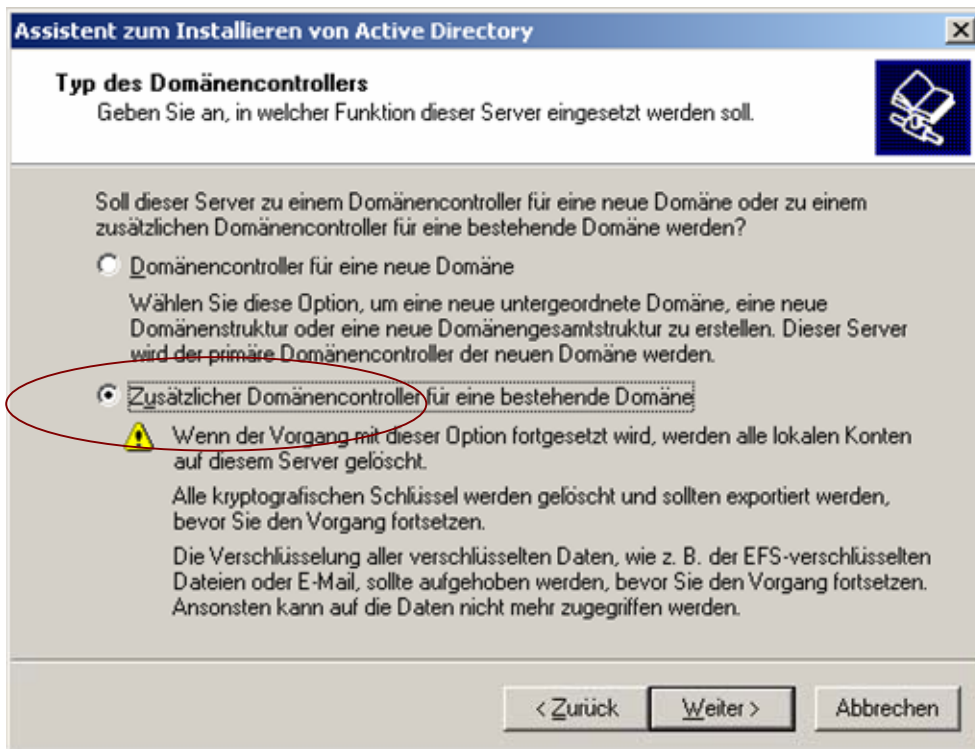 Assistent zum Installieren von Active Directory
Typ des Domänencontrollers
Geben Sie an, in welcher Funktion dieser Server eingesetzt werden soll.
Soll dieser Server zu einem Domänencontroller für eine neue Domäne oder zu einem
zusätzlichen Domänencontroller für eine bestehende Domäne werden?
Domänencontroller für eine neue Domäne
Wählen Sie diese Option, um eine neue untergeordnete Domäne, eine neue
Domänenstruktur oder eine neue Domänengesamtstruktur zu erstellen. Dieser Server
wird der primäre Domänencontroller der neuen Domäne werden.
Zusätzlicher Domänencontroller für eine bestehende Domäne
Wenn der Vorgang mit dieser Option fortgesetzt wird, werden alle lokalen Konten
auf diesem Server gelöscht.
Alle kryptografischen Schlüssel werden gelöscht und sollten exportiert werden,
bevor Sie den Vorgang fortsetzen.
Die Verschlüsselung aller verschlüsselten Daten, wie z. B. der EFS-verschlüsselten
Dateien oder E-Mail, sollte aufgehoben werden, bevor Sie den Vorgang fortsetzen.
Ansonsten kann auf die Daten nicht mehr zugegriffen werden.
< Zurück Weiter > Abbrechen